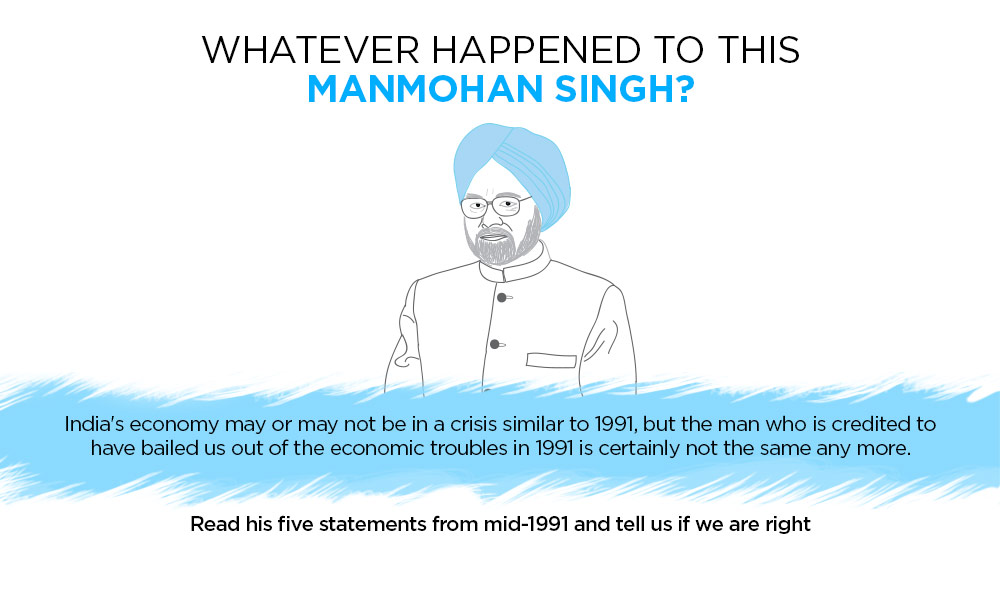 WHATEVER HAPPENED TO THIS
MANMOHAN SINGH?
India's economy may or may not be in a crisis similar to 1991, but the man who is credited to
have bailed us out of the economic troubles in 1991 is certainly not the same any more.
Read his five statements from mid-1991 and tell us if we are right